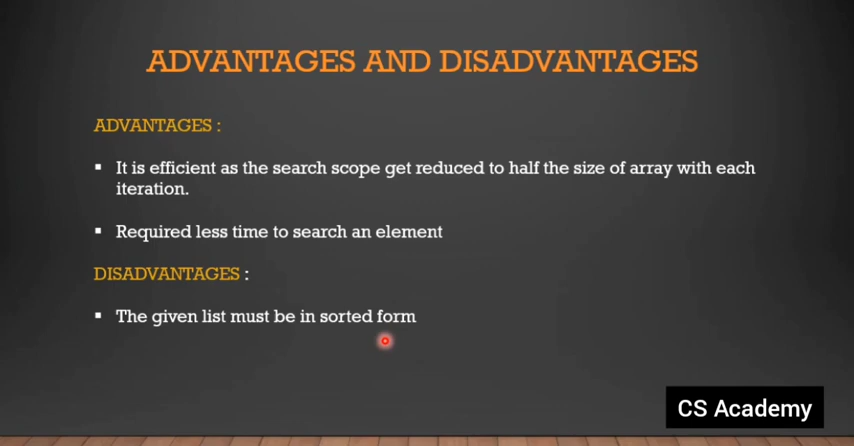 ADVANTAGES AND DISADVANTAGES
ADVANTAGES :
▪ It is efficient as the search scope get reduced to half the size of array with each
iteration.
▪ Required less time to search an element
DISADVANTAGES :
▪ The given list must be in sorted form
CS Academy